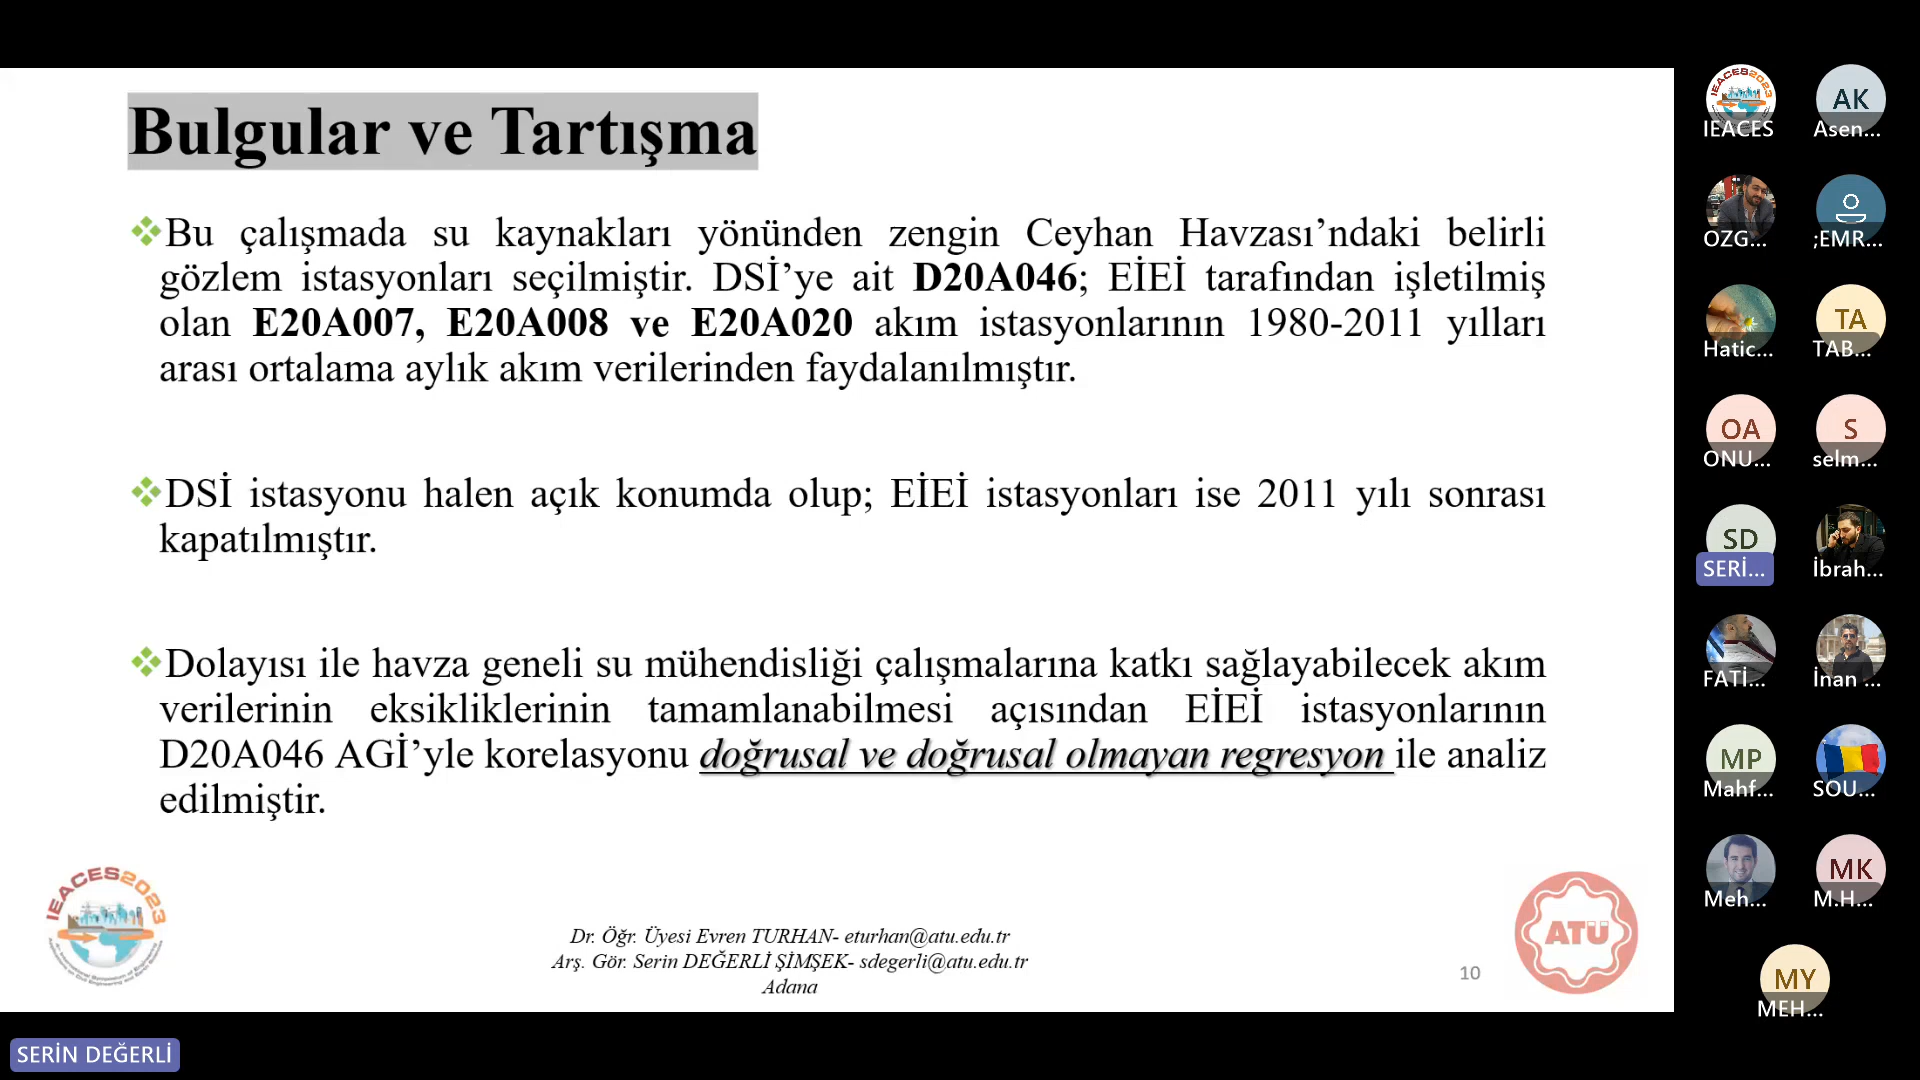 Bulgular ve Tartışma
❖Bu çalışmada su kaynakları yönünden zengin Ceyhan Havzası’ndaki belirli
gözlem istasyonları seçilmiştir. DSİ’ye ait D20A046; EİEİ tarafından işletilmiş
olan E20A007, E20A008 ve E20A020 akım istasyonlarının 1980-2011 yılları
arası ortalama aylık akım verilerinden faydalanılmıştır.
❖DSİ istasyonu halen açık konumda olup; EİEİ istasyonları ise 2011 yılı sonrası
kapatılmıştır.
❖Dolayısı ile havza geneli su mühendisliği çalışmalarına katkı sağlayabilecek akım
verilerinin eksikliklerinin tamamlanabilmesi açısından EİEİ istasyonlarının
D20A046 AGİ’yle korelasyonu doğrusal ve doğrusal olmayan regresyon ile analiz
edilmiştir.
IEACES2023
Dr. Öğr. Üyesi Evren TURHAN- eturhan@atu.edu.tr
Arş. Gör. Serin DEĞERLİ ŞİMŞEK- sdegerli@atu.edu.tr
Adana
10
ATÜ
SERİN DEĞERLİ
IEACES2023
IEACES
AK
Asen...
OZG...
;EMR...
Hatic...
TA
TAB...
OA
ONU...
S
selm...
SD
SERİ...
İbrah...
FATİ...
İnan ...
MP
Mahf...
SOU...
Meh...
MK
M.H...
MY
MEH...